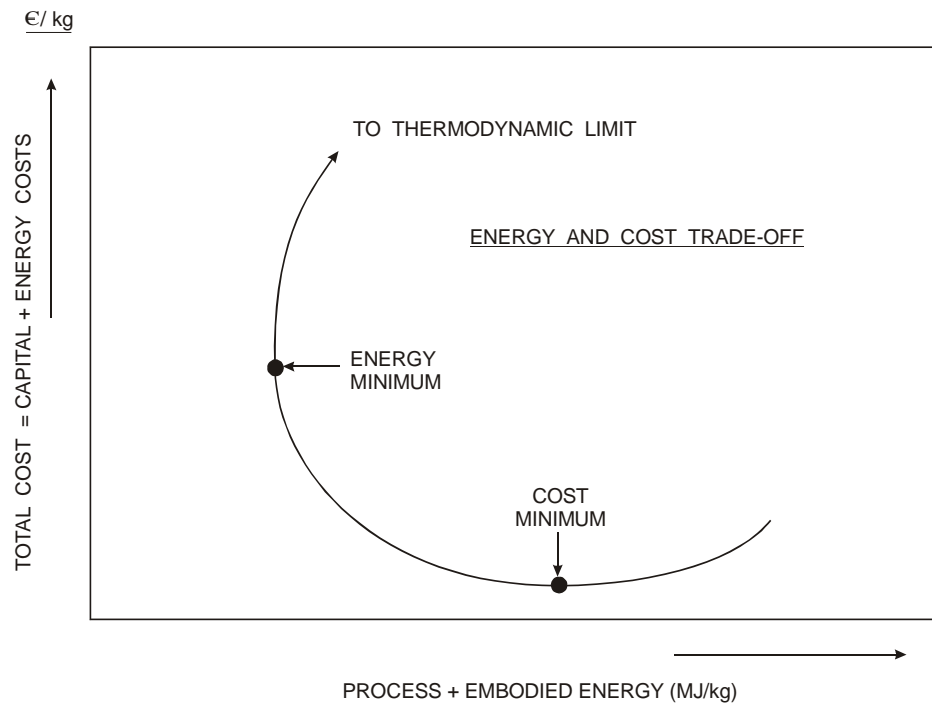 €/ kg
TO THERMODYNAMIC LIMIT
ENERGY AND COST TRADE-OFF
TOTAL COST = CAPITAL + ENERGY COSTS
ENERGY
MINIMUM
COST
MINIMUM
PROCESS + EMBODIED ENERGY (MJ/kg)